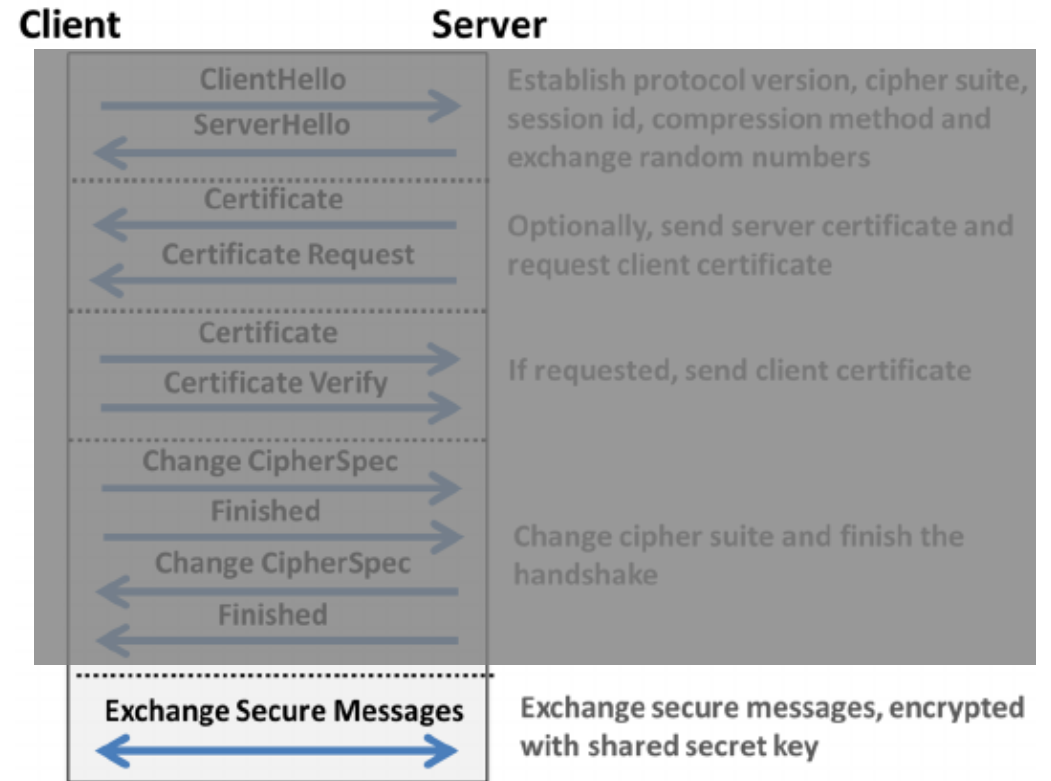 Client Server
ClientHello
Establish protocol version, cipher suite,
ServerHello
session id, compression method and
exchange random numbers
Certificate
Optionally, send server certificate and
Certificate Request
request client certificate
Certificate
If requested, send client certificate
Certificate Verify
Change CipherSpec
Finished
Change cipher suite and finish the
Change CipherSpec
handshake
Finished
Exchange Secure Messages
Exchange secure messages, encrypted
with shared secret key